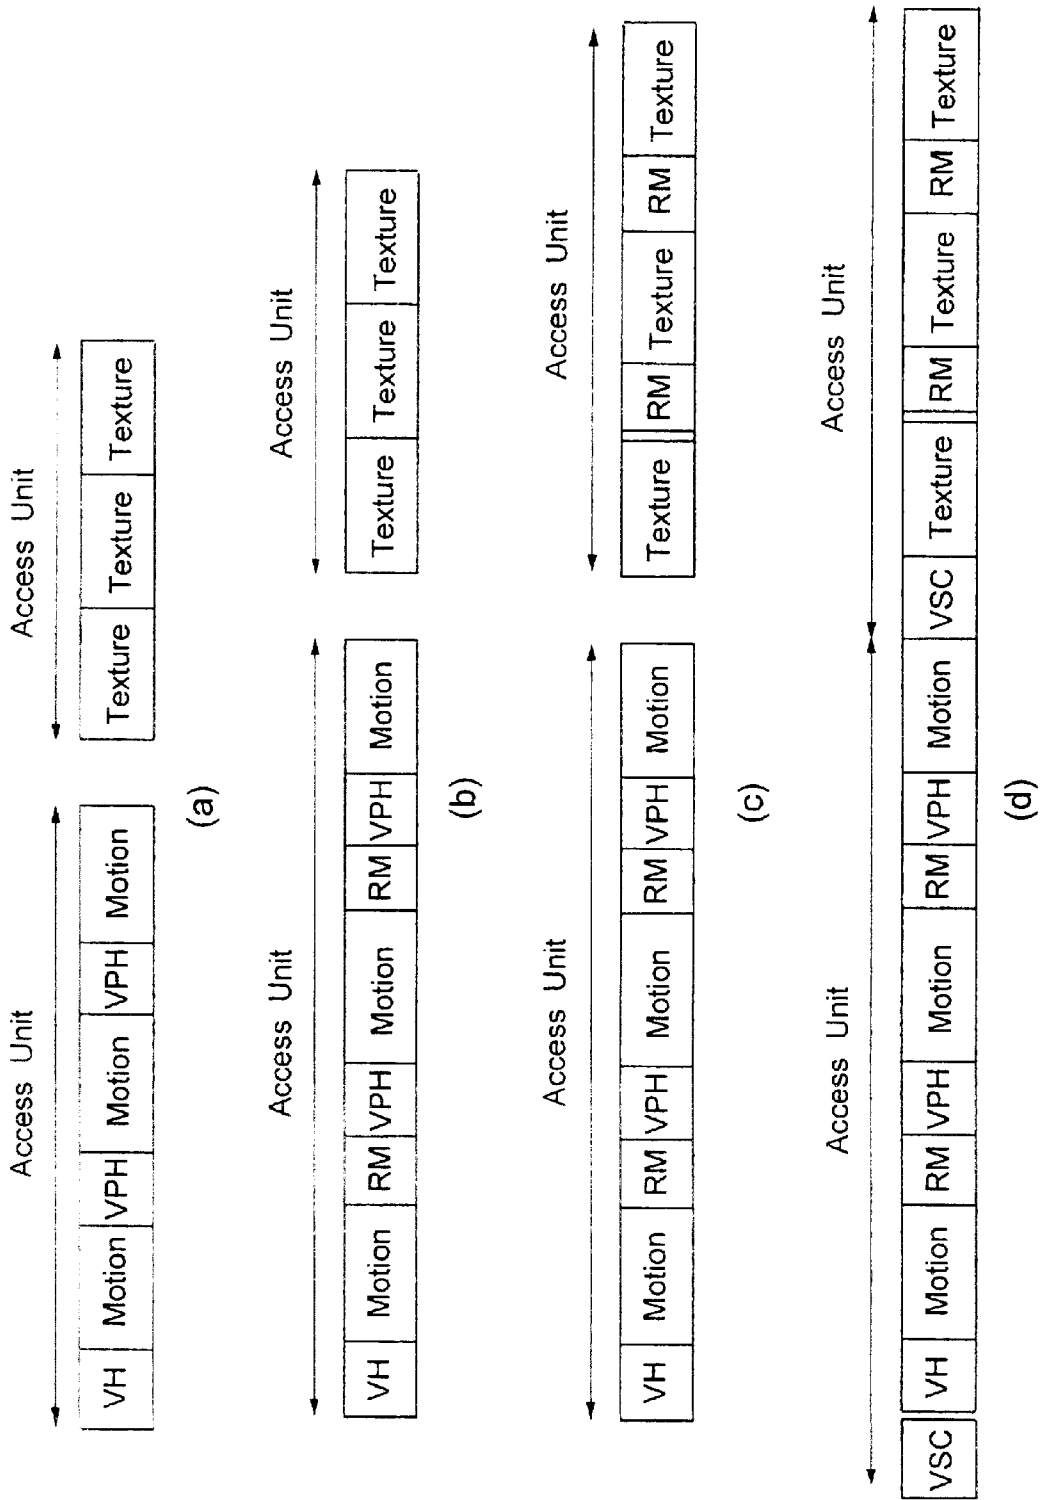 Access Unit Access Unit
VH Motion VPH Motion VPH Motion Texture Texture Texture
(a)
Access Unit Access Unit
VH Motion RM VPH Motion RM VPH Motion Texture Texture Texture
(b)
Access Unit Access Unit
VH Motion RM VPH Motion RM VPH Motion Texture RM Texture RM Texture
(c)
Access Unit Access Unit
VSC VH Motion RM VPH Motion RM VPH Motion VSC Texture RM Texture RM Texture
(d)